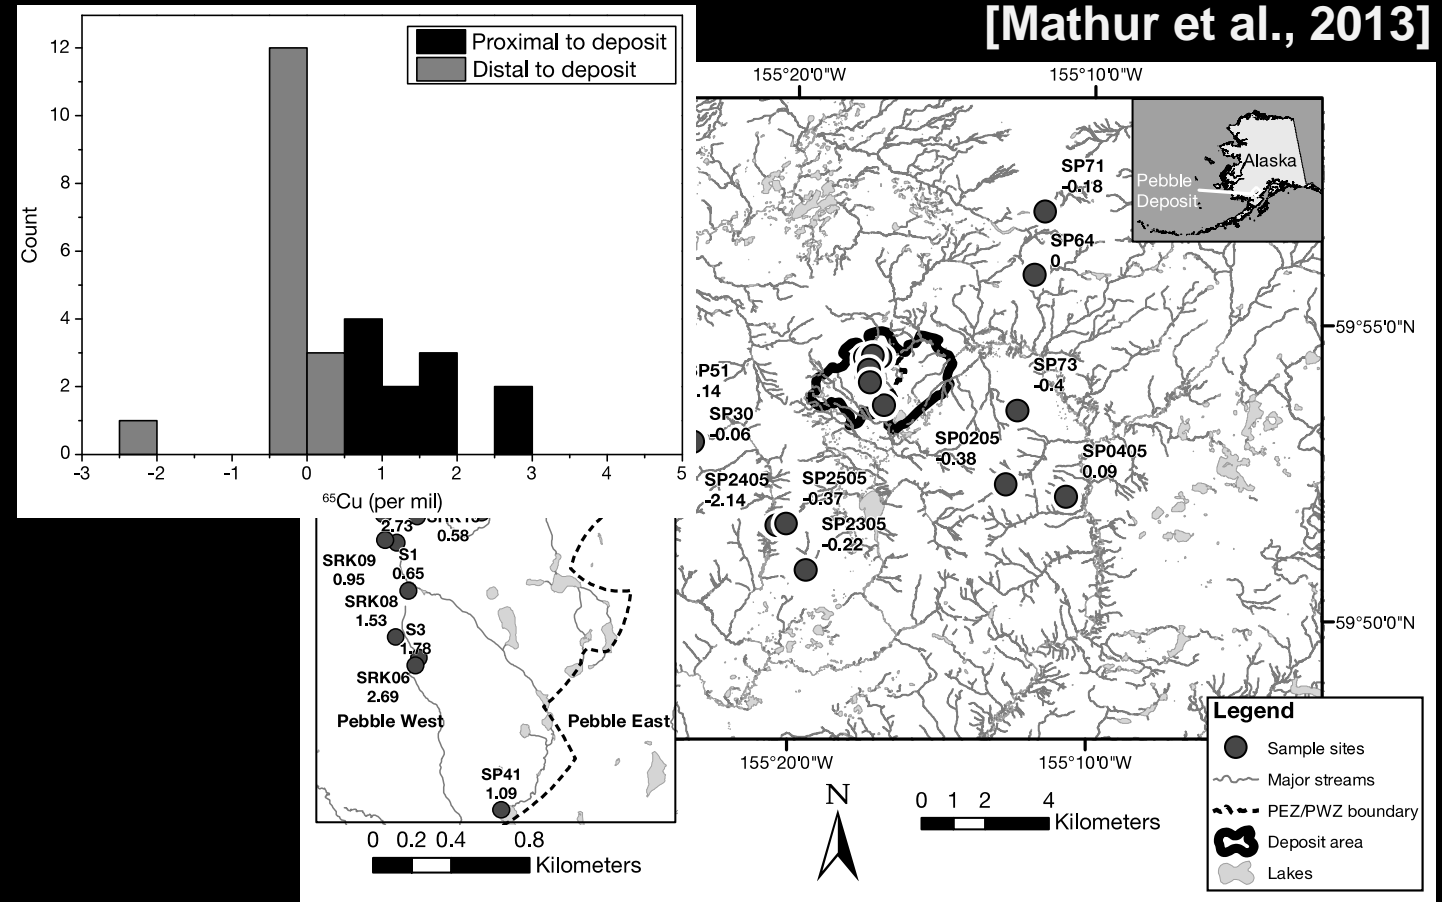 [Mathur et al., 2013]
Proximal to deposit
Distal to deposit
12
10
8
6
4
2
0
Count
-3
-2
-1
0
1
2
3
4
5
⁶⁵Cu (per mil)
155°20'0"W
155°10'0"W
Alaska
Pebble
Deposit
SP71
-0.18
SP64
0
59°55'0"N
P51
.14
SP73
-0.4
SP30
-0.06
SP0205
-0.38
SP0405
0.09
SP2405
-2.14
SP2505
-0.37
SP2305
-0.22
59°50'0"N
2.73
0.58
SRK09
0.95
S1
0.65
SRK08
1.53
S3
1.78
SRK06
2.69
Pebble West
Pebble East
SP41
1.09
0 0.2 0.4 0.8
Kilometers
155°20'0"W
155°10'0"W
N
0 1 2 4
Kilometers
Legend
Sample sites
Major streams
PEZ/PWZ boundary
Deposit area
Lakes